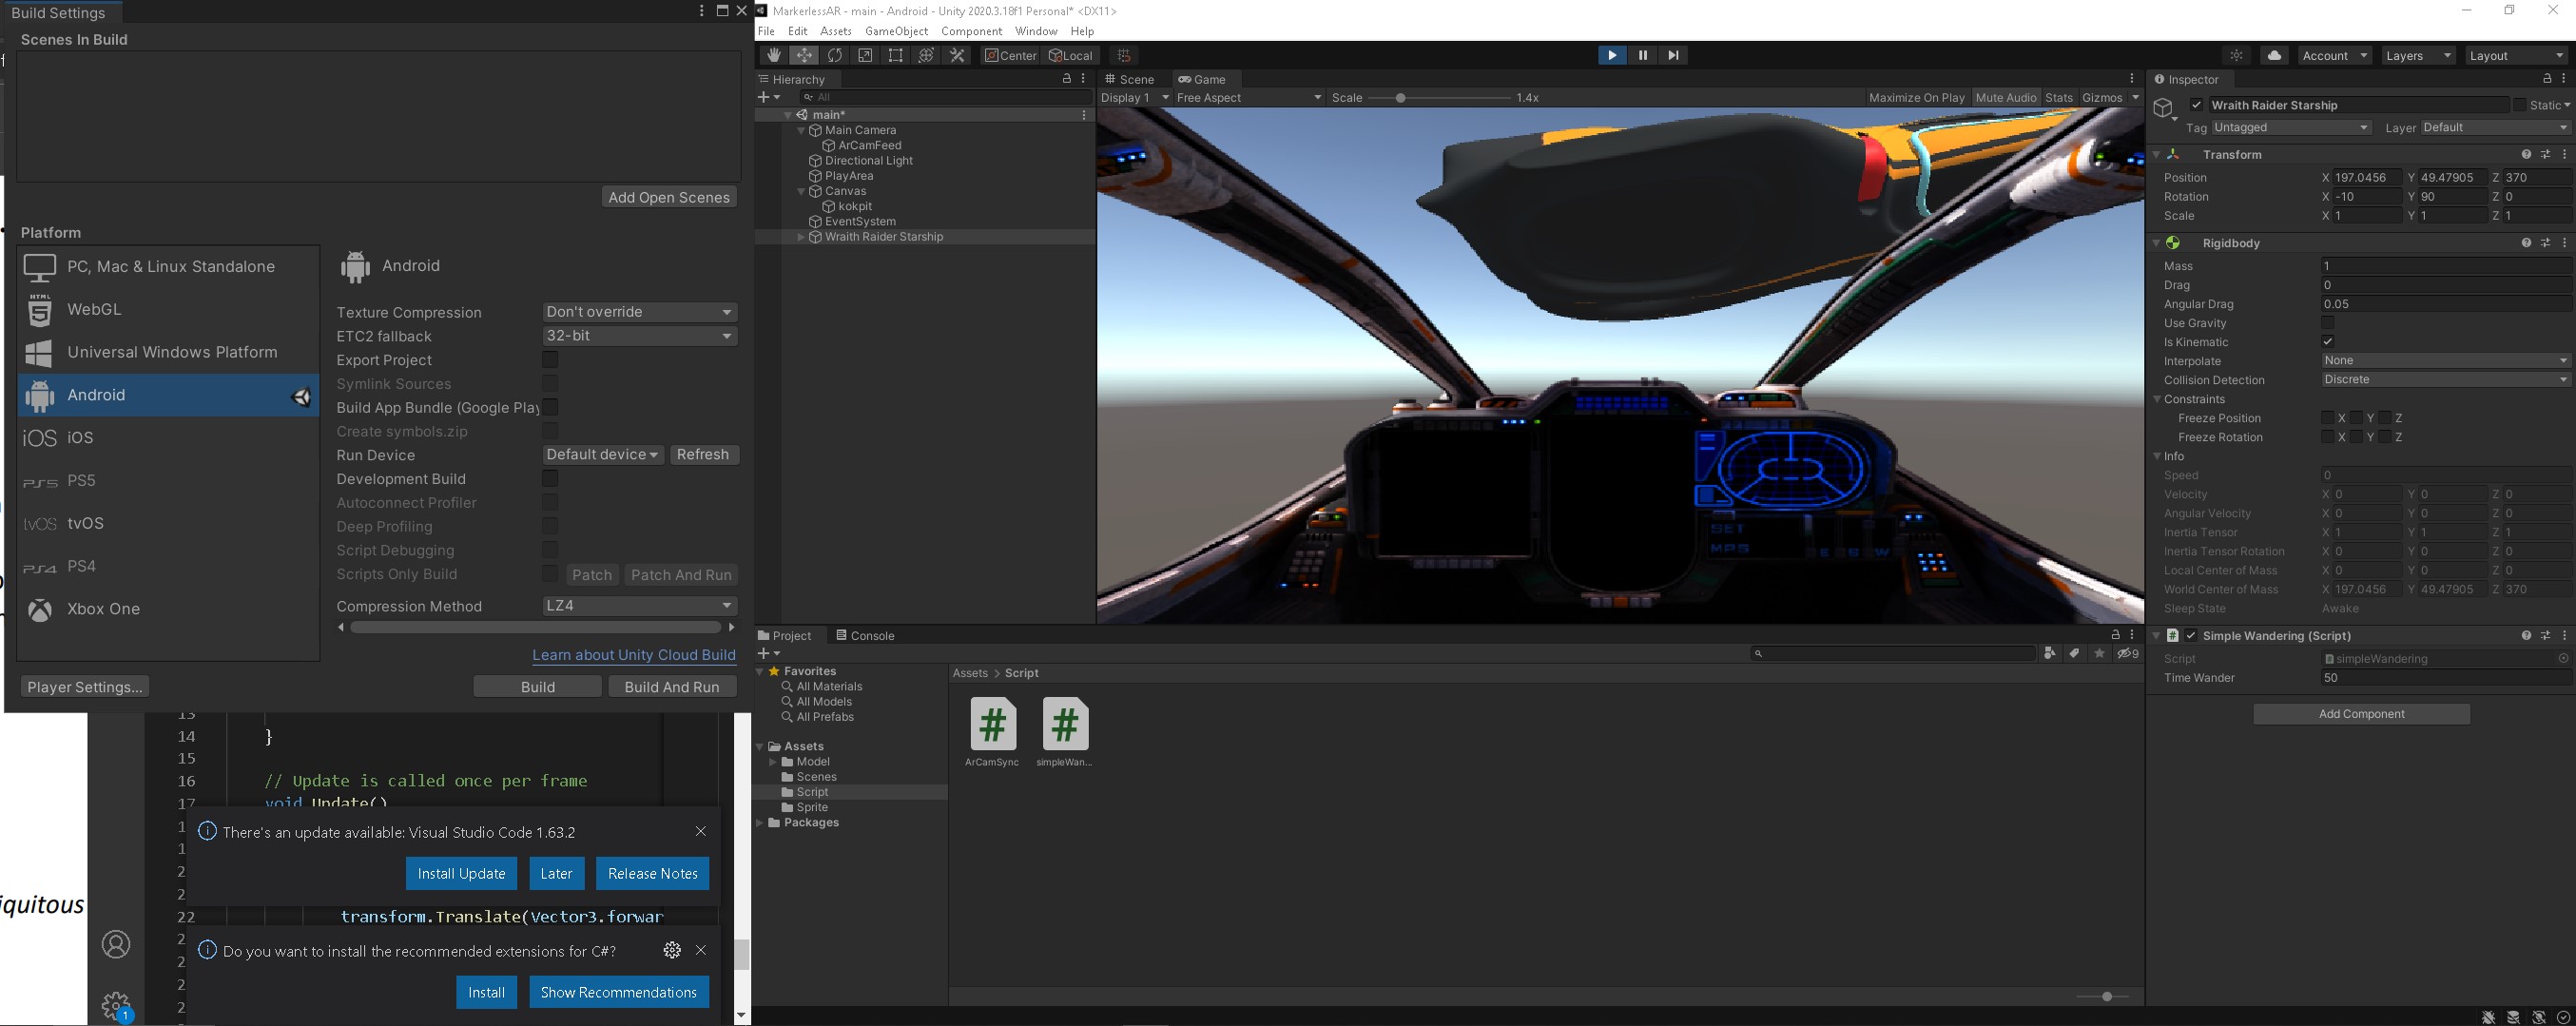 Build Settings
Scenes In Build
Add Open Scenes
Platform
PC, Mac & Linux Standalone
HTML
WebGL
Universal Windows Platform
Android
iOS iOS
PS5 PS5
tvOS tvOS
PS4 PS4
Xbox One
Android
Texture Compression Don't override
ETC2 fallback 32-bit
Export Project
Symlink Sources
Build App Bundle (Google Play
Create symbols.zip
Run Device Default device Refresh
Development Build
Autoconnect Profiler
Deep Profiling
Script Debugging
Scripts Only Build Patch Patch And Run
Compression Method LZ4
Learn about Unity Cloud Build
Player Settings... Build Build And Run
13
14 }
15
16 // Update is called once per frame
17 void Update()
There's an update available: Visual Studio Code 1.63.2
Install Update Later Release Notes
iquitous
22 transform.Translate(Vector3.forwar
Do you want to install the recommended extensions for C#?
Install Show Recommendations
1
MarkerlessAR - main - Android - Unity 2020.3.18f1 Personal* <DX11>
File Edit Assets GameObject Component Window Help
Center Local
Account Layers Layout
Hierarchy
All
main*
Main Camera
ArCamFeed
Directional Light
PlayArea
Canvas
kokpit
EventSystem
Wraith Raider Starship
Scene Game
Display 1 Free Aspect Scale 1.4x Maximize On Play Mute Audio Stats Gizmos
SET
MPS
E S W
Project Console
9
Favorites
All Materials
All Models
All Prefabs
Assets
Model
Scenes
Script
Sprite
Packages
Assets > Script
ArCamSync simpleWan...
Inspector
Wraith Raider Starship Static
Tag Untagged Layer Default
Transform
Position X 197.0456 Y 49.47905 Z 370
Rotation X -10 Y 90 Z 0
Scale X 1 Y 1 Z 1
Rigidbody
Mass 1
Drag 0
Angular Drag 0.05
Use Gravity
Is Kinematic
Interpolate None
Collision Detection Discrete
Constraints
Freeze Position X Y Z
Freeze Rotation X Y Z
Info
Speed 0
Velocity X 0 Y 0 Z 0
Angular Velocity X 0 Y 0 Z 0
Inertia Tensor X 1 Y 1 Z 1
Inertia Tensor Rotation X 0 Y 0 Z 0
Local Center of Mass X 0 Y 0 Z 0
World Center of Mass X 197.0456 Y 49.47905 Z 370
Sleep State Awake
Simple Wandering (Script)
Script simpleWandering
Time Wander 50
Add Component